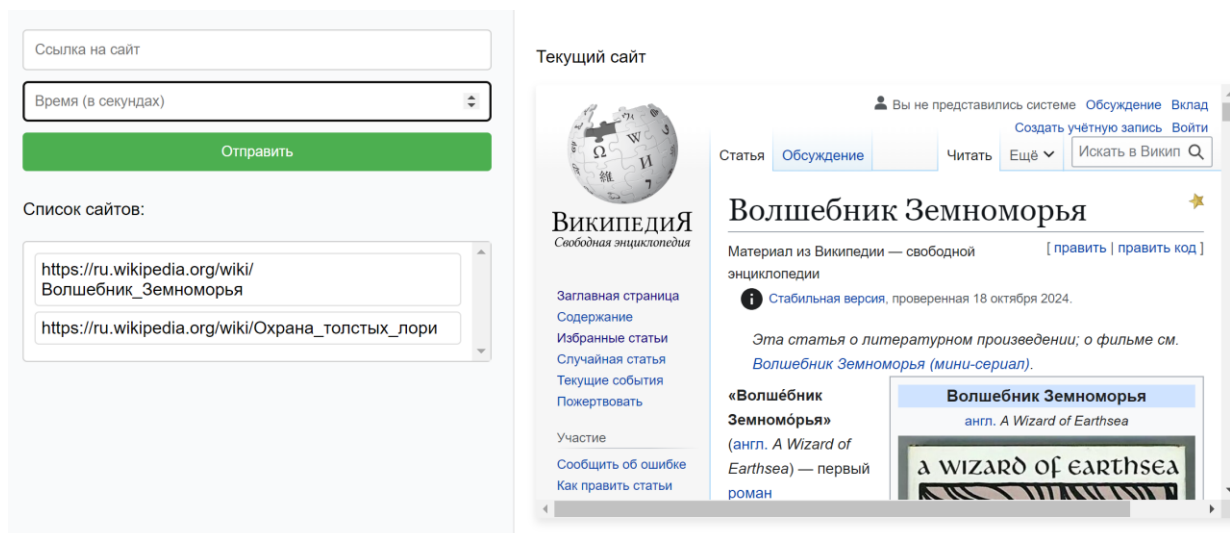 Ссылка на сайт
Время (в секундах)
Отправить
Список сайтов:
https://ru.wikipedia.org/wiki/
Волшебник_Земноморья
https://ru.wikipedia.org/wiki/Охрана_толстых_лори
Текущий сайт
Вы не представились системе Обсуждение Вклад
Создать учётную запись Войти
Статья Обсуждение Читать Ещё Искать в Викип
ВИКИПЕДИЯ
Свободная энциклопедия
Заглавная страница
Содержание
Избранные статьи
Случайная статья
Текущие события
Пожертвовать
Участие
Сообщить об ошибке
Как править статьи
Волшебник Земноморья
Материал из Википедии — свободной
энциклопедии
[ править | править код ]
Стабильная версия, проверенная 18 октября 2024.
Эта статья о литературном произведении; о фильме см.
Волшебник Земноморья (мини-сериал).
«Волше́бник
Земномо́рья»
(англ. A Wizard of
Earthsea) — первый
роман
Волшебник Земноморья
англ. A Wizard of Earthsea
A WIZARD OF EARTHSEA